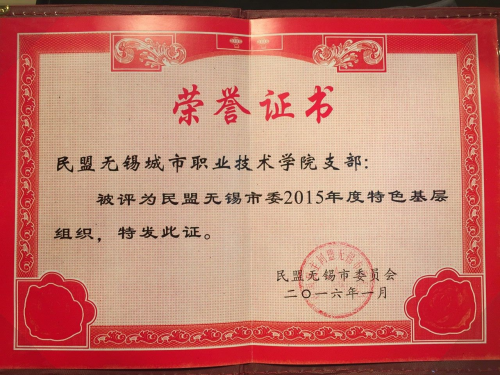 荣誉证书
民盟无锡城市职业技术学院支部：
被评为民盟无锡市委2015年度特色基层
组织，特发此证。
民盟无锡市委员会
二〇一六年一月